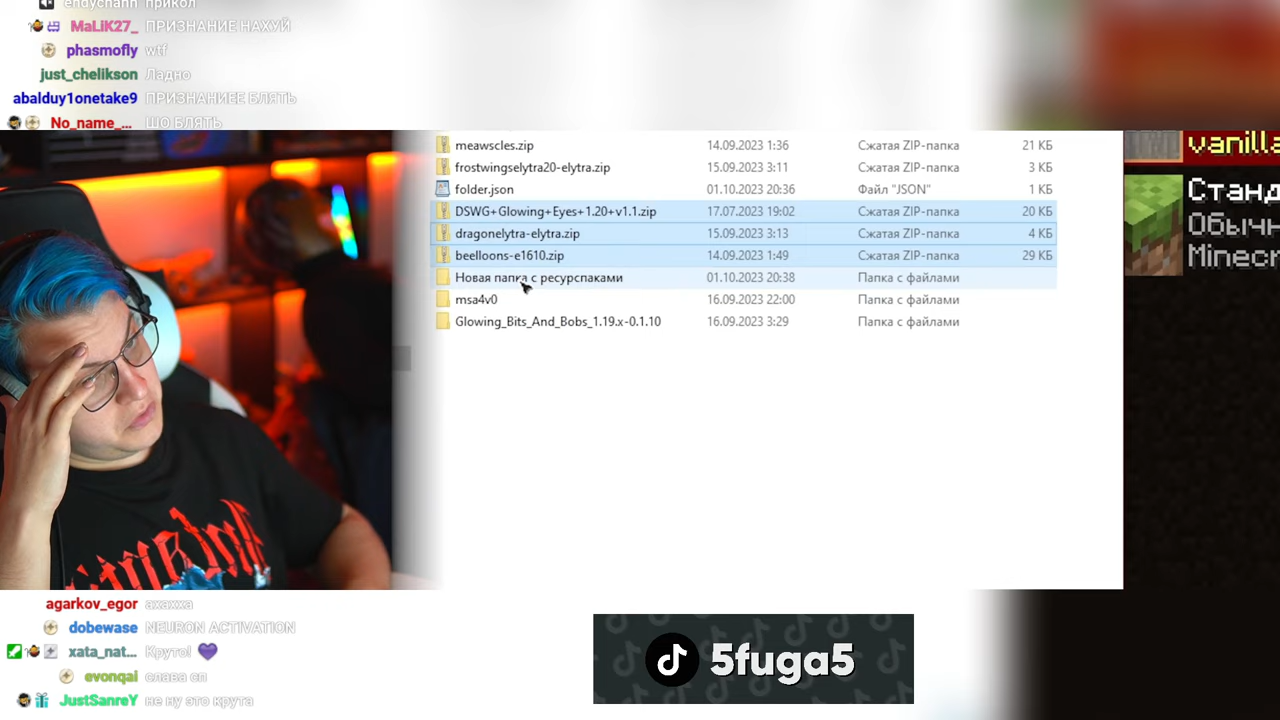 endychann прикол
MaLiK27_ ПРИЗНАНИЕ НАХУЙ
phasmofly wtf
just_chelikson Ладно
abalduy1onetake9 ПРИЗНАНИЕЕ БЛЯТЬ
No_name_... ШО БЛЯТЬ
meawscles.zip 14.09.2023 1:36 Сжатая ZIP-папка 21 КБ
frostwingselytra20-elytra.zip 15.09.2023 3:11 Сжатая ZIP-папка 3 КБ
folder.json 01.10.2023 20:36 Файл "JSON" 1 КБ
DSWG+Glowing+Eyes+1.20+v1.1.zip 17.07.2023 19:02 Сжатая ZIP-папка 20 КБ
dragonelytra-elytra.zip 15.09.2023 3:13 Сжатая ZIP-папка 4 КБ
beelloons-e1610.zip 14.09.2023 1:49 Сжатая ZIP-папка 29 КБ
Новая папка с ресурспаками 01.10.2023 20:38 Папка с файлами
msa4v0 16.09.2023 22:00 Папка с файлами
Glowing_Bits_And_Bobs_1.19.x-0.1.10 16.09.2023 3:29 Папка с файлами
vanilla
Станд
Обычн
Minecr
agarkov_egor ахахха
dobewase NEURON ACTIVATION
xata_nat... Круто!
evonqai слава сп
JustSanreY не ну это крута
5fuga5